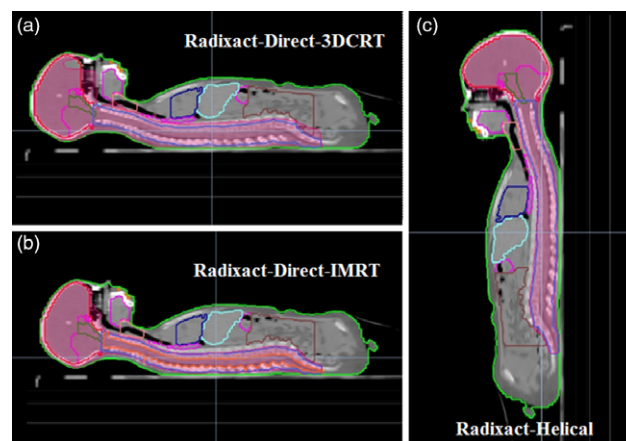 (a)
Radixact-Direct-3DCRT
(b)
Radixact-Direct-IMRT
(c)
Radixact-Helical